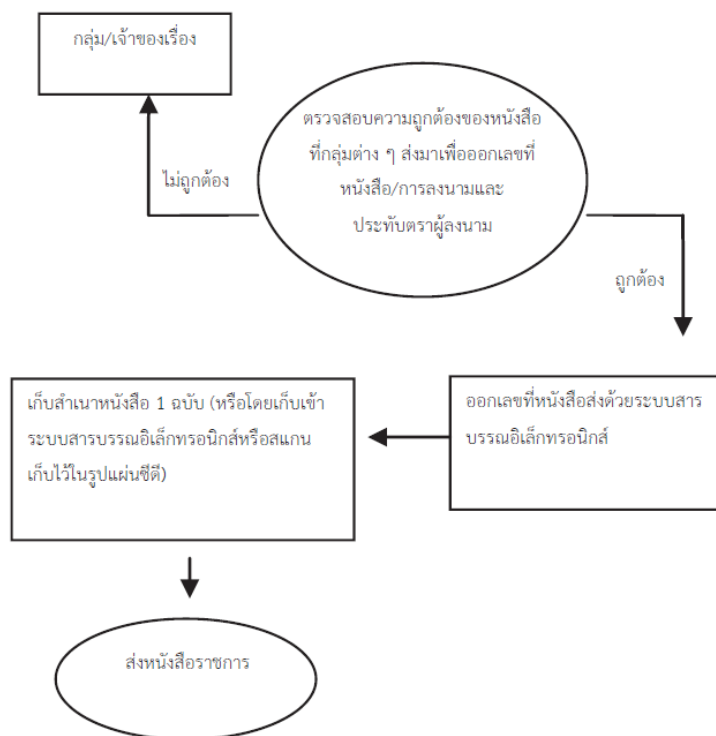 กลุ่ม/เจ้าของเรื่อง
ตรวจสอบความถูกต้องของหนังสือ
ที่กลุ่มต่าง ๆ ส่งมาเพื่อออกเลขที่
หนังสือ/การลงนามและ
ประทับตราผู้ลงนาม
ไม่ถูกต้อง
ถูกต้อง
ออกเลขที่หนังสือส่งด้วยระบบสาร
บรรณอิเล็กทรอนิกส์
เก็บสำเนาหนังสือ 1 ฉบับ (หรือโดยเก็บเข้า
ระบบสารบรรณอิเล็กทรอนิกส์หรือสแกน
เก็บไว้ในรูปแผ่นซีดี)
ส่งหนังสือราชการ